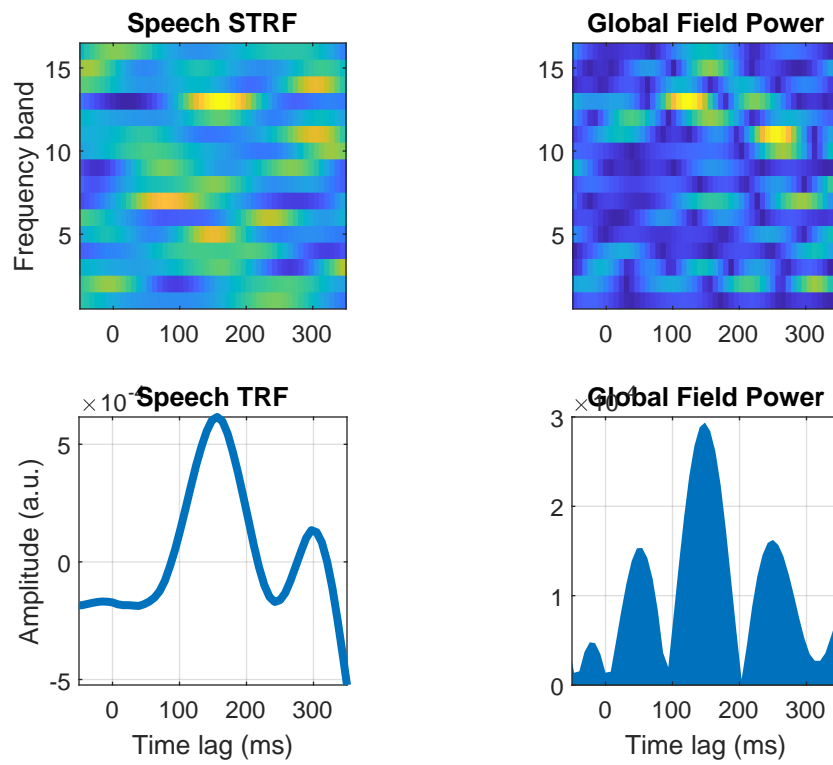 Speech STRF
Global Field Power
Frequency band
15
10
5
0 100 200 300
15
10
5
0 100 200 300
× 10-4
Speech TRF
Global Field Power
Amplitude (a.u.)
5
0
-5
0 100 200 300
Time lag (ms)
3
2
1
0
0 100 200 300
Time lag (ms)